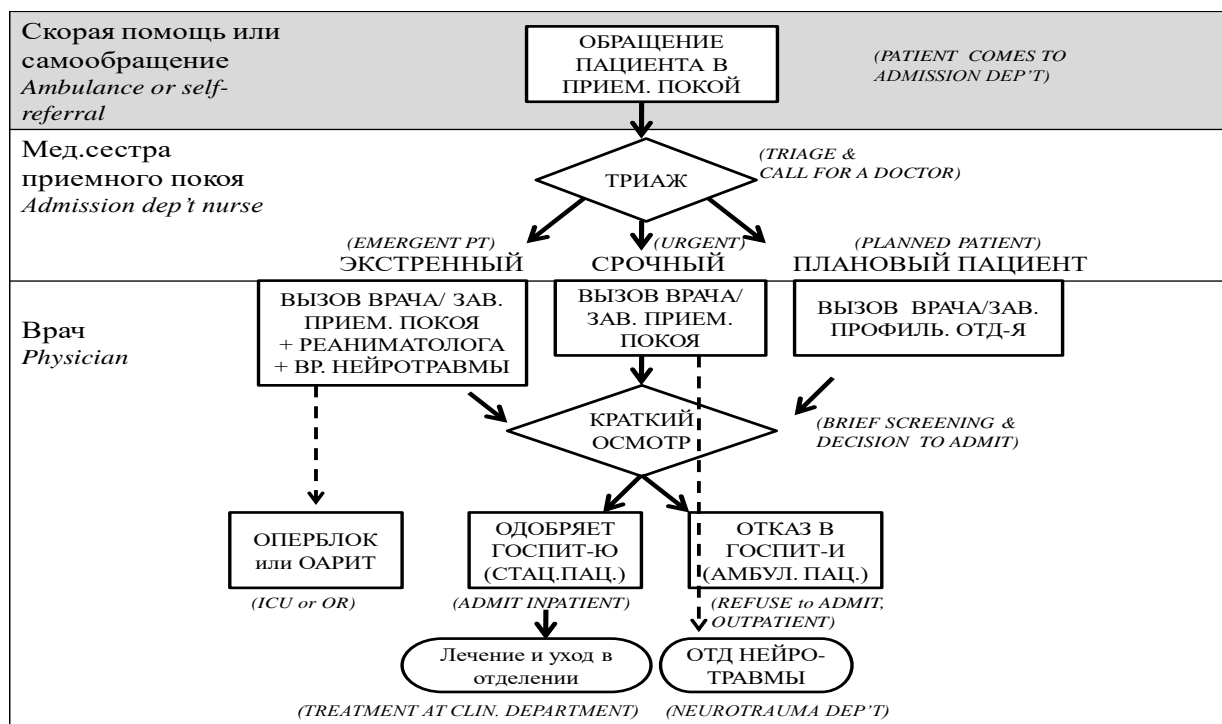 Скорая помощь или
самообращение
Ambulance or self-
referral
ОБРАЩЕНИЕ
ПАЦИЕНТА В
ПРИЕМ. ПОКОЙ
(PATIENT COMES TO
ADMISSION DEP’T)
Мед.сестра
приемного покоя
Admission dep’t nurse
ТРИАЖ
(TRIAGE &
CALL FOR A DOCTOR)
(EMERGENT PT)
ЭКСТРЕННЫЙ
(URGENT)
СРОЧНЫЙ
(PLANNED PATIENT)
ПЛАНОВЫЙ ПАЦИЕНТ
Врач
Physician
ВЫЗОВ ВРАЧА/ ЗАВ.
ПРИЕМ. ПОКОЯ
+ РЕАНИМАТОЛОГА
+ ВР. НЕЙРОТРАВМЫ
ВЫЗОВ ВРАЧА/
ЗАВ. ПРИЕМ.
ПОКОЯ
ВЫЗОВ ВРАЧА/ЗАВ.
ПРОФИЛЬ. ОТД-Я
КРАТКИЙ
ОСМОТР
(BRIEF SCREENING &
DECISION TO ADMIT)
ОПЕРБЛОК
или ОАРИТ
(ICU or OR)
ОДОБРЯЕТ
ГОСПИТ-Ю
(СТАЦ.ПАЦ.)
(ADMIT INPATIENT)
ОТКАЗ В
ГОСПИТ-И
(АМБУЛ. ПАЦ.)
(REFUSE to ADMIT,
OUTPATIENT)
Лечение и уход в
отделении
(TREATMENT AT CLIN. DEPARTMENT)
ОТД НЕЙРО-
ТРАВМЫ
(NEUROTRAUMA DEP’T)